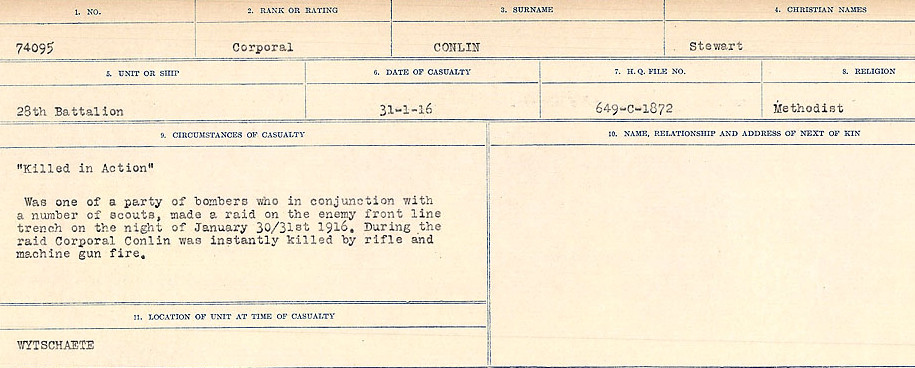 1. NO. 2. RANK OR RATING 3. SURNAME 4. CHRISTIAN NAMES
74095 Corporal CONLIN Stewart
5. UNIT OR SHIP 6. DATE OF CASUALTY 7. H. Q. FILE NO. 8. RELIGION
28th Battalion 31-1-16 649-C-1872 Methodist
9. CIRCUMSTANCES OF CASUALTY 10. NAME, RELATIONSHIP AND ADDRESS OF NEXT OF KIN
"Killed in Action"
Was one of a party of bombers who in conjunction with
a number of scouts, made a raid on the enemy front line
trench on the night of January 30/31st 1916. During the
raid Corporal Conlin was instantly killed by rifle and
machine gun fire.
11. LOCATION OF UNIT AT TIME OF CASUALTY
WYTSCHAETE